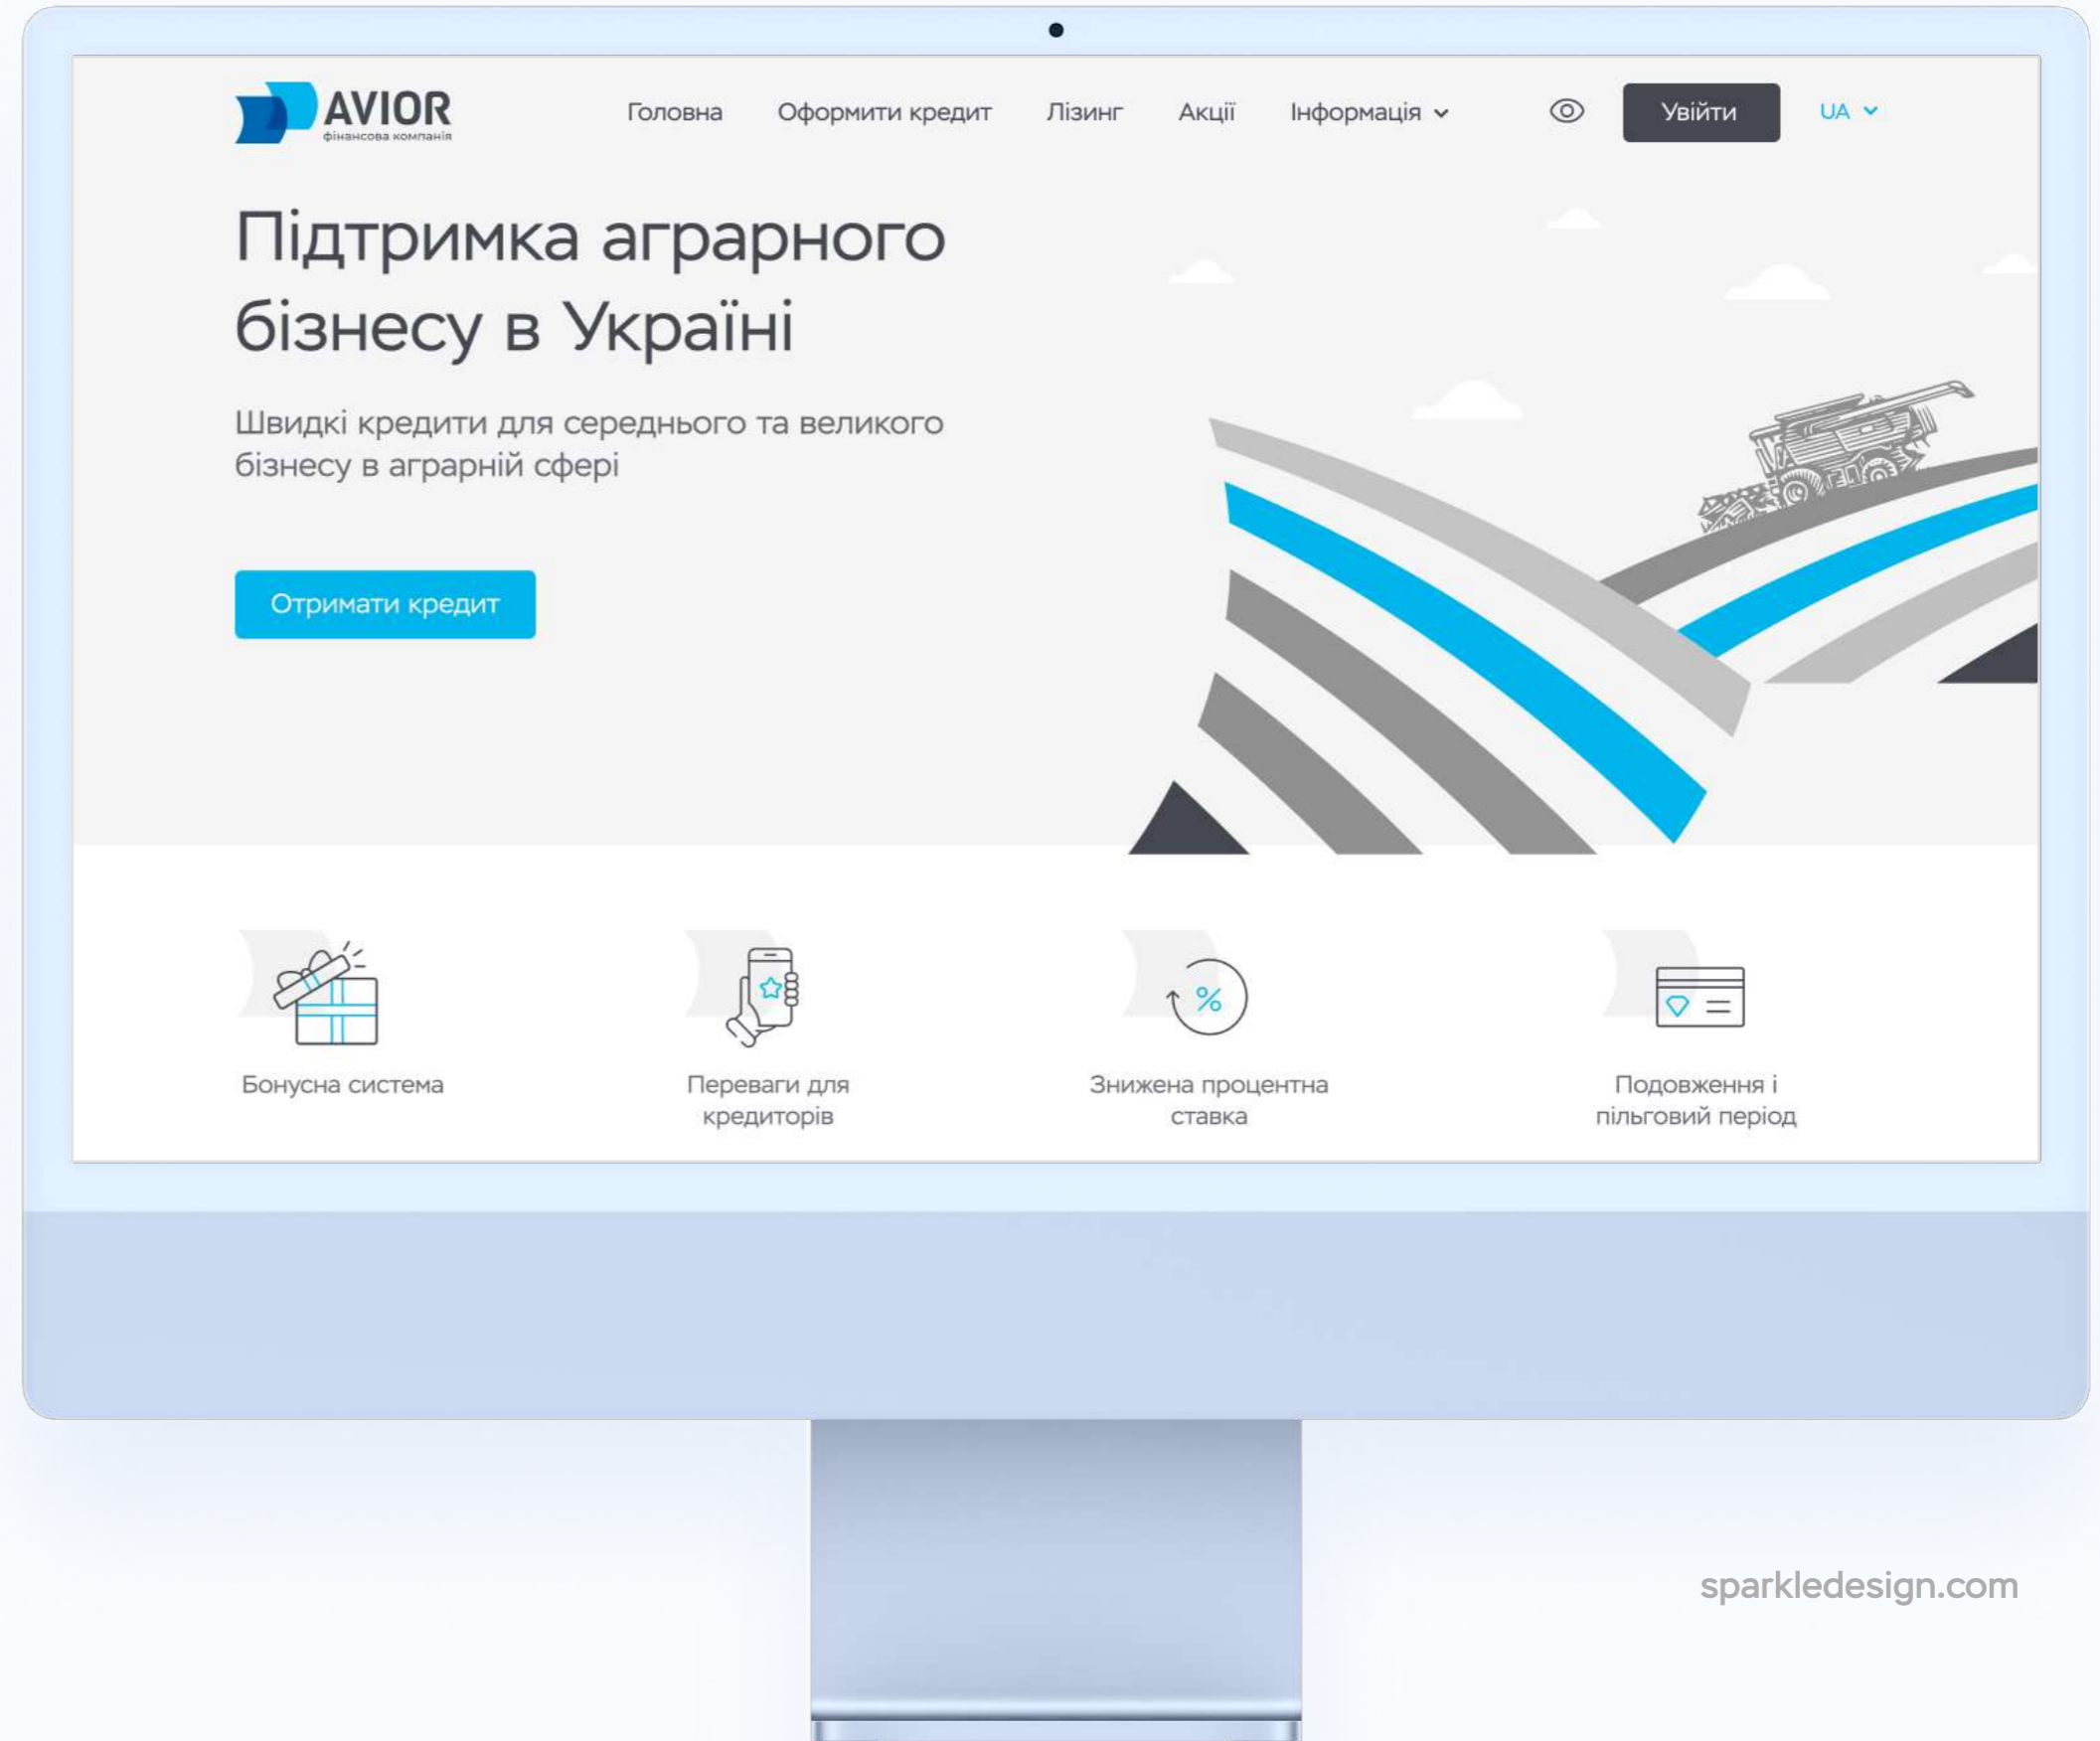 AVIOR
фінансова компанія
Головна Оформити кредит Лізинг Акції Інформація Увійти UA
Підтримка аграрного
бізнесу в Україні
Швидкі кредити для середнього та великого
бізнесу в аграрній сфері
Отримати кредит
%
Бонусна система
Переваги для
кредиторів
Знижена процентна
ставка
Подовження і
пільговий період
sparkledesign.com